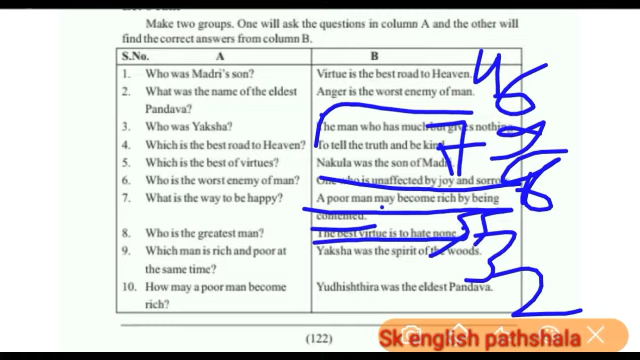 Make two groups. One will ask the questions in column A and the other will
find the correct answers from column B.
S.No. A B
1. Who was Madri's son? Virtue is the best road to Heaven. 4
2. What was the name of the eldest Anger is the worst enemy of man. 6
Pandava?
3. Who was Yaksha? The man who has much but gives nothing. 9
4. Which is the best road to Heaven? To tell the truth and be kind. 7
5. Which is the best of virtues? Nakula was the son of Madri.
6. Who is the worst enemy of man? One who is unaffected by joy and sorrow. 8
7. What is the way to be happy? A poor man may become rich by being
contented.
8. Who is the greatest man? The best virtue is to hate none. 5
9. Which man is rich and poor at Yaksha was the spirit of the woods. 3
the same time?
10. How may a poor man become Yudhishthira was the eldest Pandava. 2
rich?
(122)
Sk english pathshala